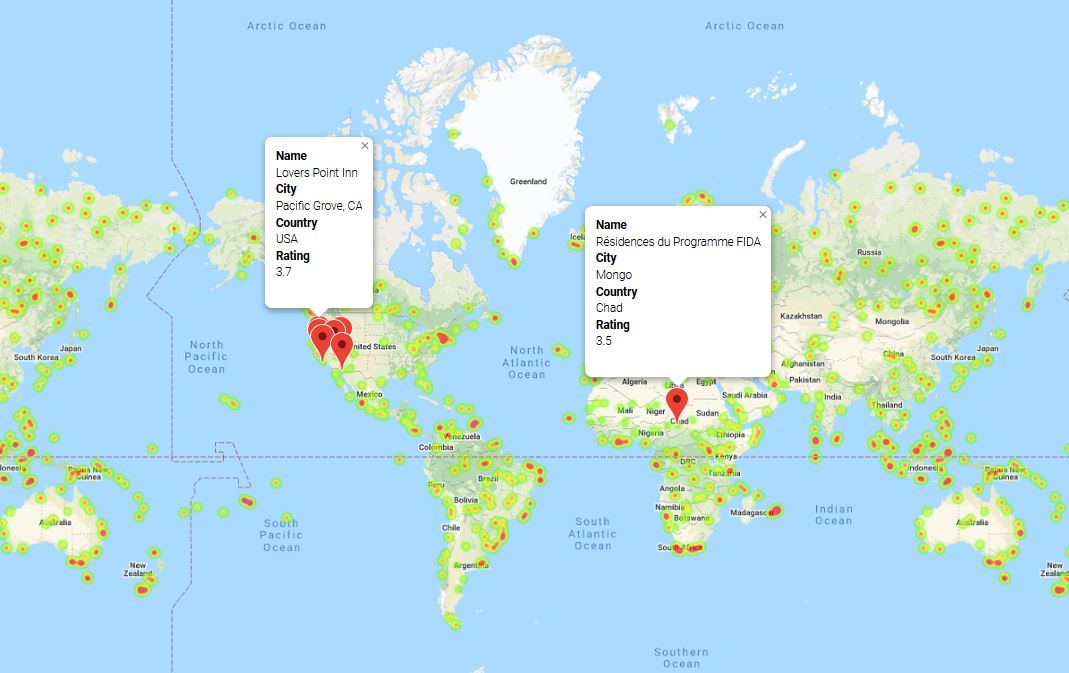 Arctic Ocean
Arctic Ocean
×
Name
Lovers Point Inn
City
Pacific Grove, CA
Country
USA
Rating
3.7
Greenland
×
Name
Résidences du Programme FIDA
City
Mongo
Country
Chad
Rating
3.5
Russia
Kazakhstan
Mongolia
Japan
South Korea
North
Pacific
Ocean
United States
North
Atlantic
Ocean
Afghanistan
China
Japan
South Korea
Pakistan
Mexico
Algeria
Libya
Egypt
Saudi Arabia
India
Thailand
Mali
Niger
Chad
Sudan
Nigeria
Ethiopia
Venezuela
Colombia
Kenya
DRC
Tanzania
Indonesia
Papua New
Guinea
Papua New
Guinea
Peru
Brazil
Bolivia
Angola
Namibia
Botswana
Madagascar
Indian
Ocean
Australia
Australia
South
Pacific
Ocean
Chile
South
Atlantic
Ocean
South Africa
Argentina
New
Zealand
New
Zealand
Southern
Ocean